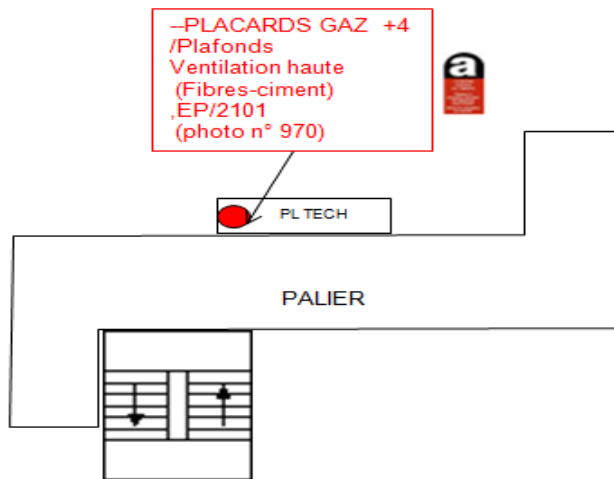 --PLACARDS GAZ +4
/Plafonds
Ventilation haute
(Fibres-ciment)
,EP/2101
(photo n° 970)
a
PL TECH
PALIER